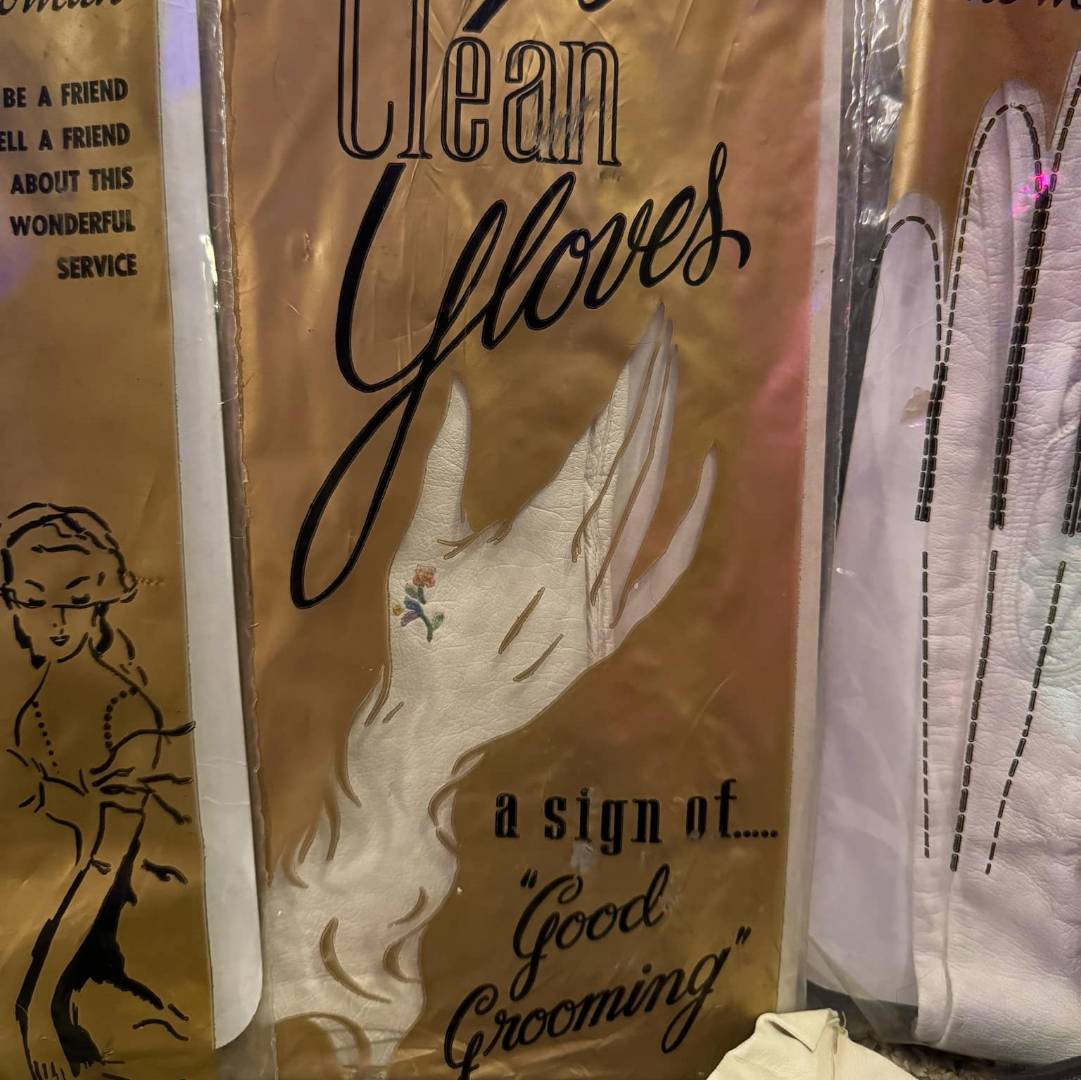 BE A FRIEND
ELL A FRIEND
ABOUT THIS
WONDERFUL
SERVICE
Clean
Gloves
a sign of.....
"Good
Grooming"